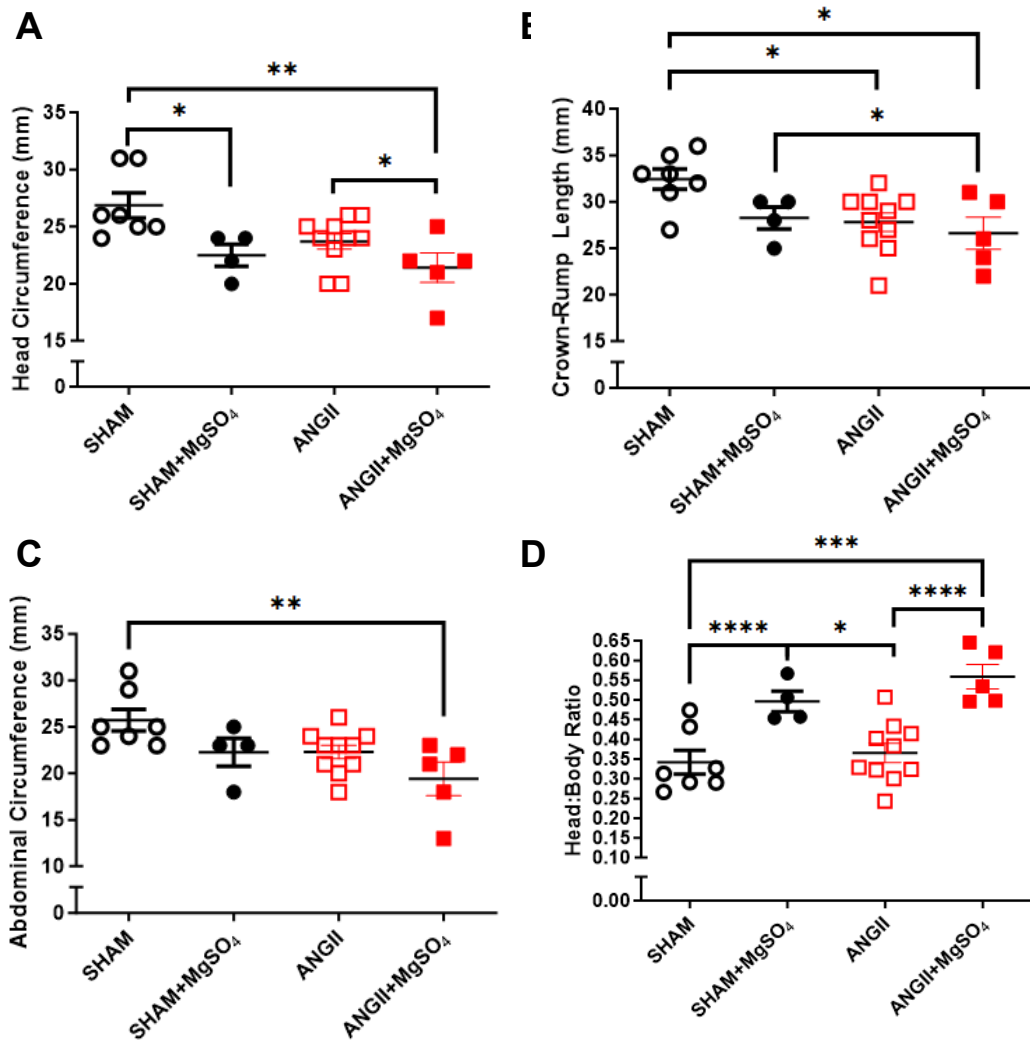 A
**
*
*
Head Circumference (mm)
35
30
25
20
15
0
SHAM
SHAM+MgSO₄
ANGII
ANGII+MgSO₄
*
*
*
Crown-Rump Length (mm)
40
35
30
25
20
15
0
SHAM
SHAM+MgSO₄
ANGII
ANGII+MgSO₄
C
**
Abdominal Circumference (mm)
35
30
25
20
15
10
0
SHAM
SHAM+MgSO₄
ANGII
ANGII+MgSO₄
D
***
****
****
*
Head:Body Ratio
0.65
0.60
0.55
0.50
0.45
0.40
0.35
0.30
0.25
0.20
0.15
0.10
0.00
SHAM
SHAM+MgSO₄
ANGII
ANGII+MgSO₄